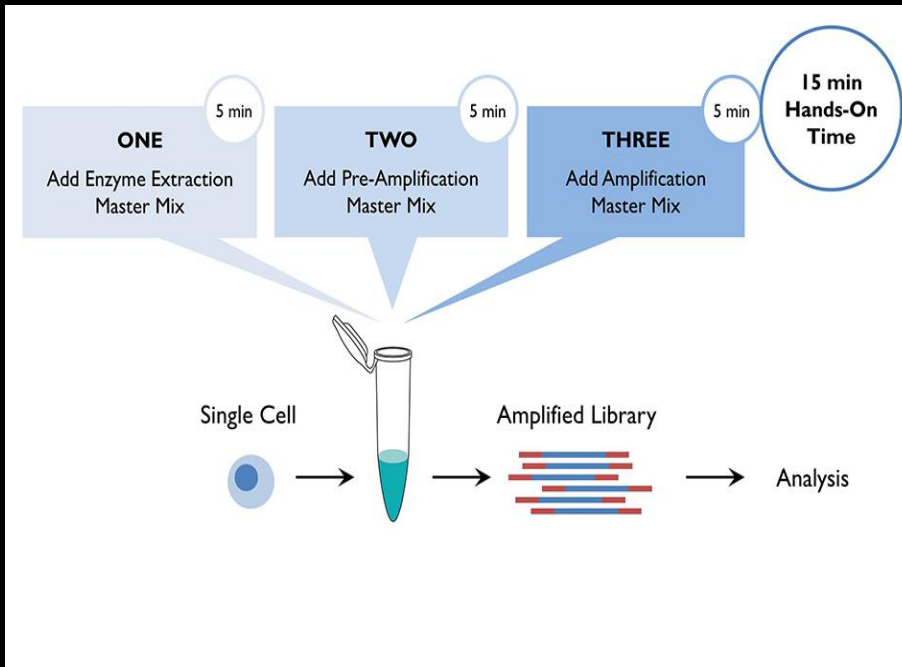 5 min
ONE
Add Enzyme Extraction
Master Mix
5 min
TWO
Add Pre-Amplification
Master Mix
5 min
THREE
Add Amplification
Master Mix
15 min
Hands-On
Time
Single Cell
Amplified Library
Analysis